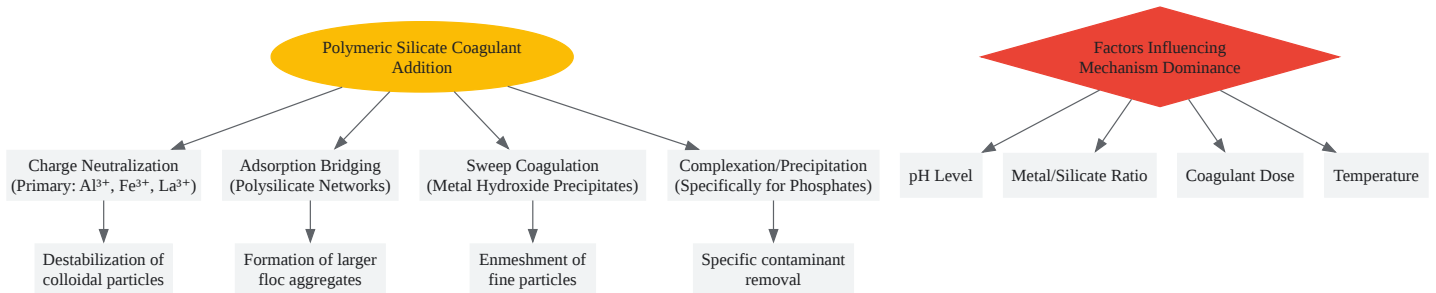 Polymeric Silicate Coagulant
Addition
Factors Influencing
Mechanism Dominance
Charge Neutralization
(Primary: Al³⁺, Fe³⁺, La³⁺)
Adsorption Bridging
(Polysilicate Networks)
Sweep Coagulation
(Metal Hydroxide Precipitates)
Complexation/Precipitation
(Specifically for Phosphates)
pH Level
Metal/Silicate Ratio
Coagulant Dose
Temperature
Destabilization of
colloidal particles
Formation of larger
floc aggregates
Enmeshment of
fine particles
Specific contaminant
removal